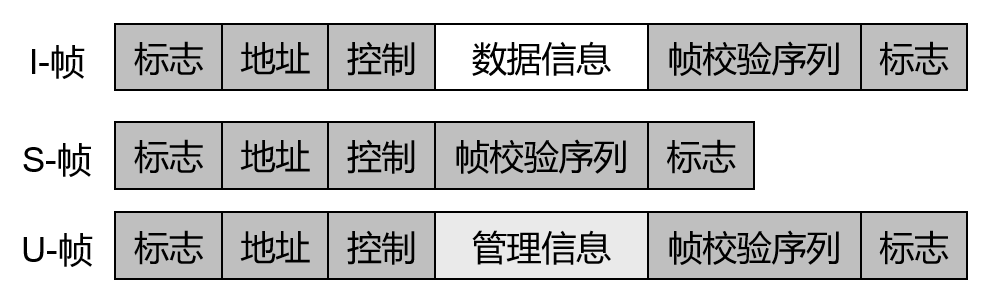 I-帧 标志 地址 控制 数据信息 帧校验序列 标志
S-帧 标志 地址 控制 帧校验序列 标志
U-帧 标志 地址 控制 管理信息 帧校验序列 标志